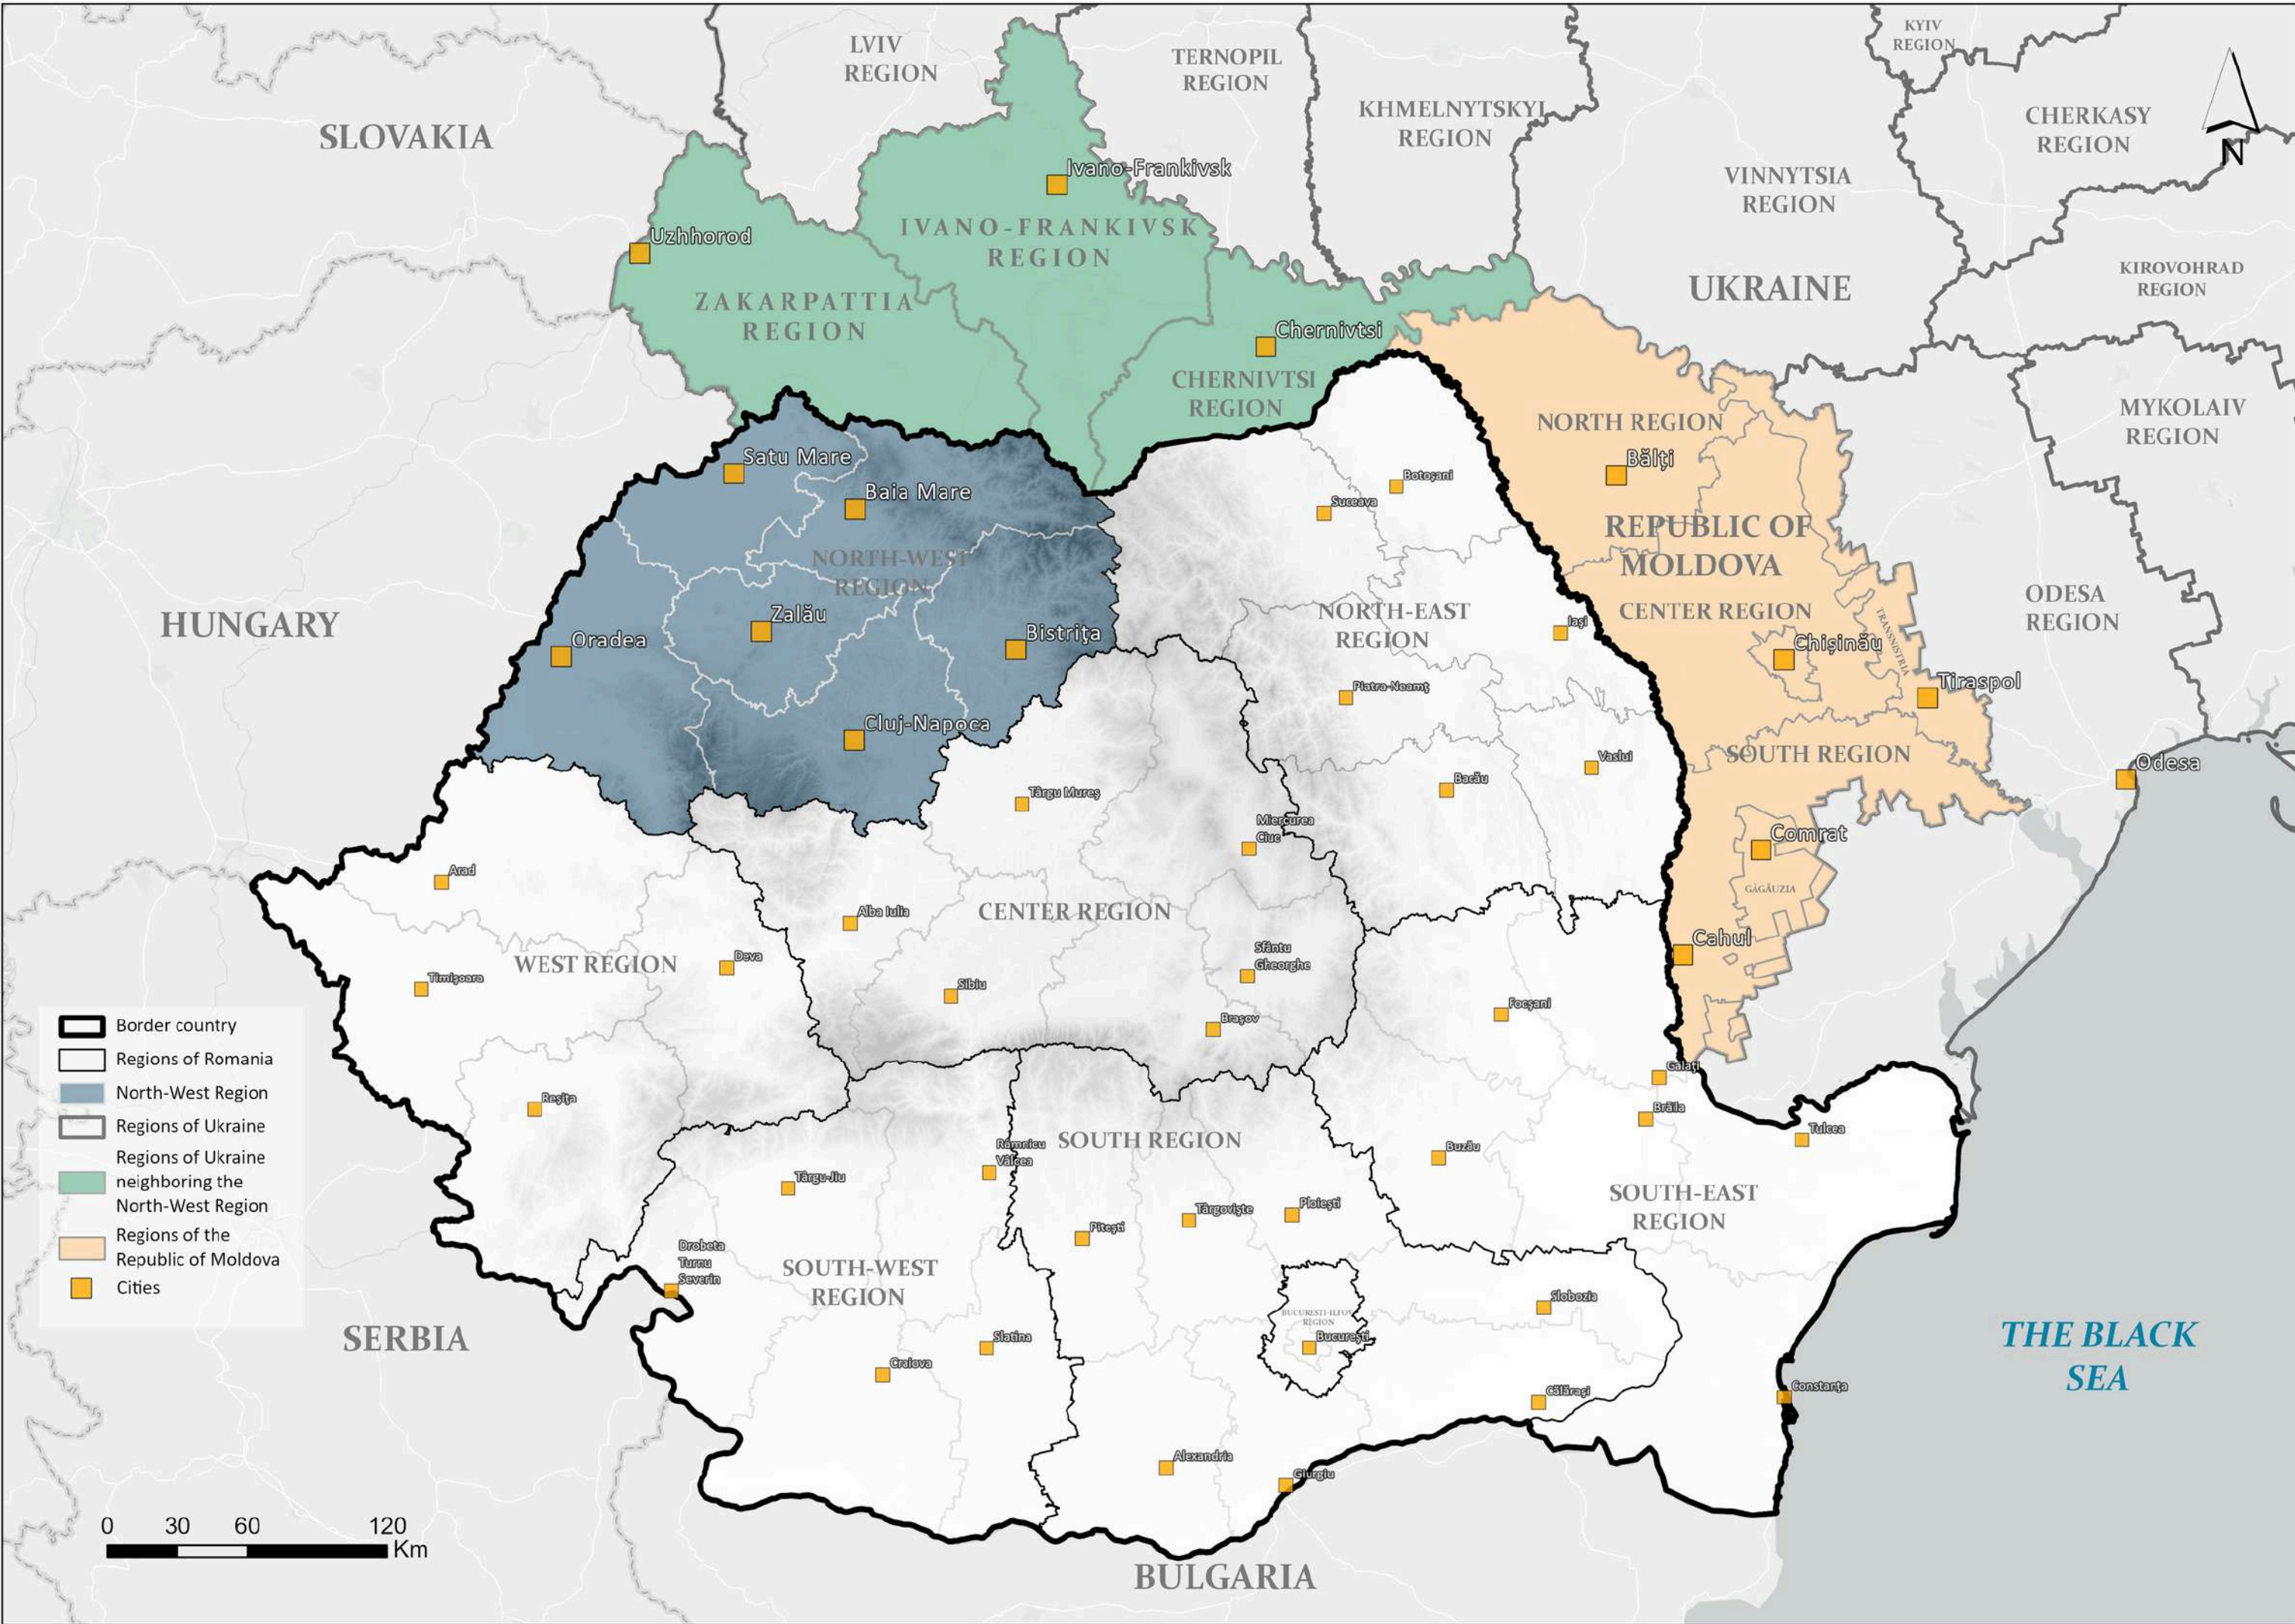 LVIV
REGION
TERNOPIL
REGION
KYIV
REGION
KHMELNYTSKYI
REGION
CHERKASY
REGION
N
SLOVAKIA
VINNYTSIA
REGION
Ivano-Frankivsk
IVANO-FRANKIVSK
REGION
Uzhhorod
ZAKARPATTIA
REGION
UKRAINE
KIROVOHRAD
REGION
Chernivtsi
CHERNIVTSI
REGION
NORTH REGION
MYKOLAIV
REGION
Satu Mare
Baia Mare
Bălți
Botoșani
Suceava
REPUBLIC OF
MOLDOVA
NORTH-WEST
REGION
HUNGARY
Zalău
Oradea
Bistrița
NORTH-EAST
REGION
Iași
CENTER REGION
TRANSNISTRIA
ODESA
REGION
Chișinău
Tiraspol
Piatra-Neamț
Cluj-Napoca
Vaslui
SOUTH REGION
Odesa
Bacău
Târgu Mureș
Miercurea
Ciuc
Comrat
GĂGĂUZIA
Arad
Alba Iulia
CENTER REGION
Cahul
WEST REGION
Deva
Timișoara
Sibiu
Sfântu
Gheorghe
Brașov
Focșani
Galați
Brăila
Tulcea
Reșița
Râmnicu
Vâlcea
SOUTH REGION
Buzău
Târgu-Jiu
SOUTH-EAST
REGION
Pitești
Târgoviște
Ploiești
Drobeta
Turnu
Severin
SOUTH-WEST
REGION
BUCUREȘTI-ILFOV
REGION
București
Slobozia
Slatina
Craiova
Călărași
Constanța
Alexandria
Giurgiu
SERBIA
BULGARIA
THE BLACK
SEA
Border country
Regions of Romania
North-West Region
Regions of Ukraine
Regions of Ukraine
neighboring the
North-West Region
Regions of the
Republic of Moldova
Cities
0 30 60 120
Km